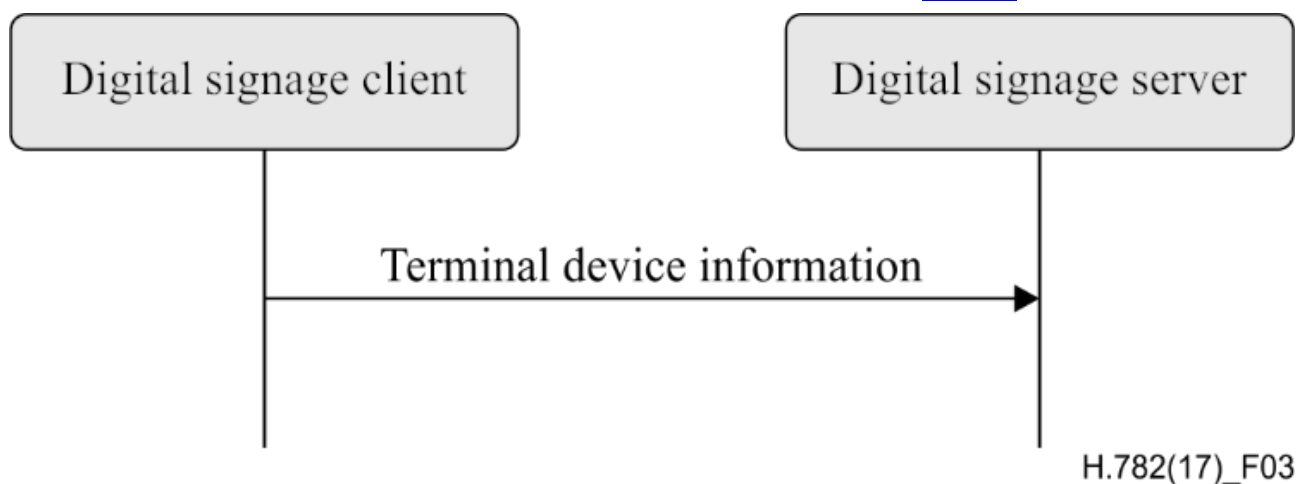 Digital signage client
Digital signage server
Terminal device information
H.782(17)_F03